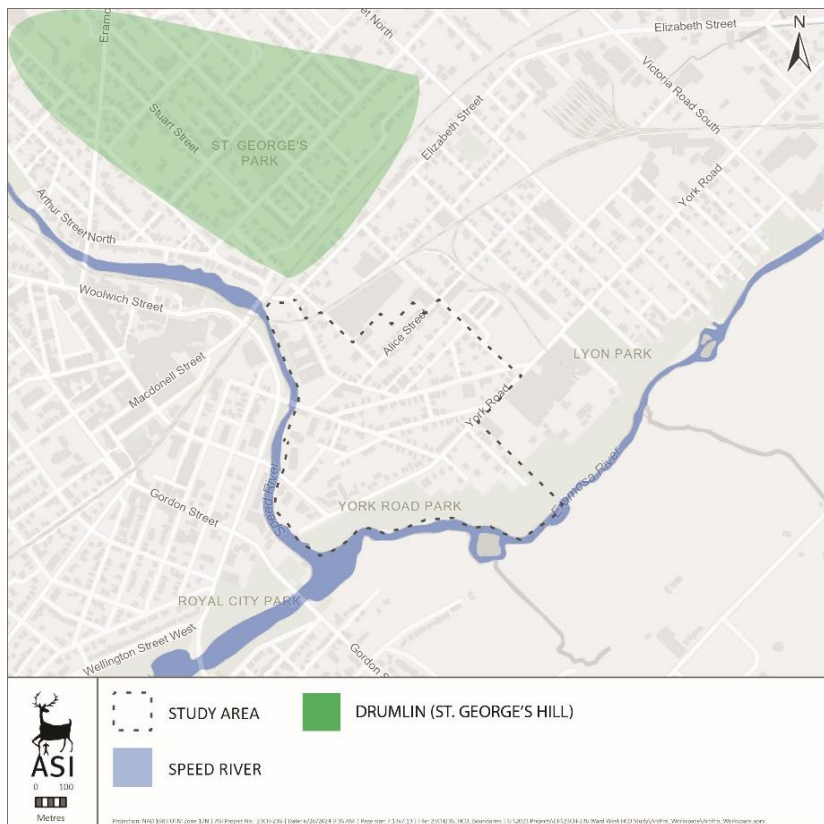 Elizabeth Street
N
Victoria Road South
Elizabeth Street
Stuart Street
ST. GEORGE'S
PARK
York Road
Arthur Street North
Woolwich Street
Macdonell Street
Alice Street
LYON PARK
York Road
Speed River
Eramosa River
Gordon Street
YORK ROAD PARK
ROYAL CITY PARK
Wellington Street West
STUDY AREA
DRUMLIN (ST. GEORGE'S HILL)
SPEED RIVER
ASI
0 100
Metres